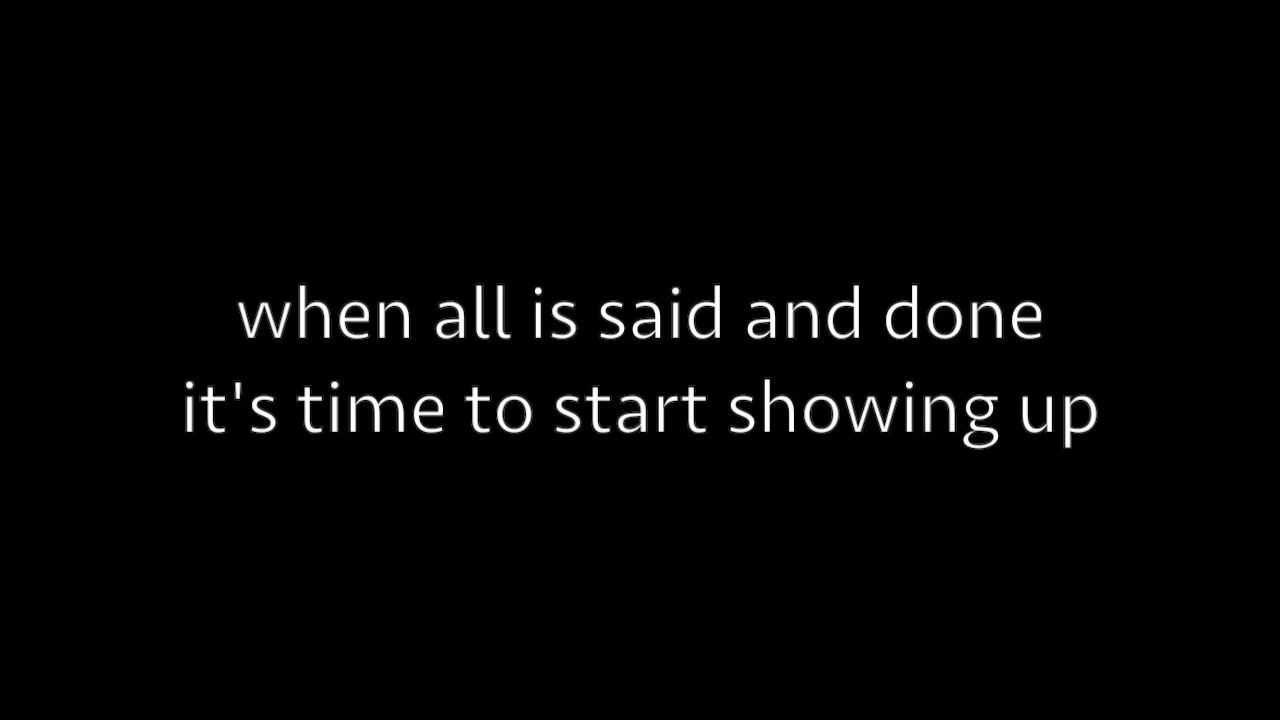 when all is said and done
it's time to start showing up